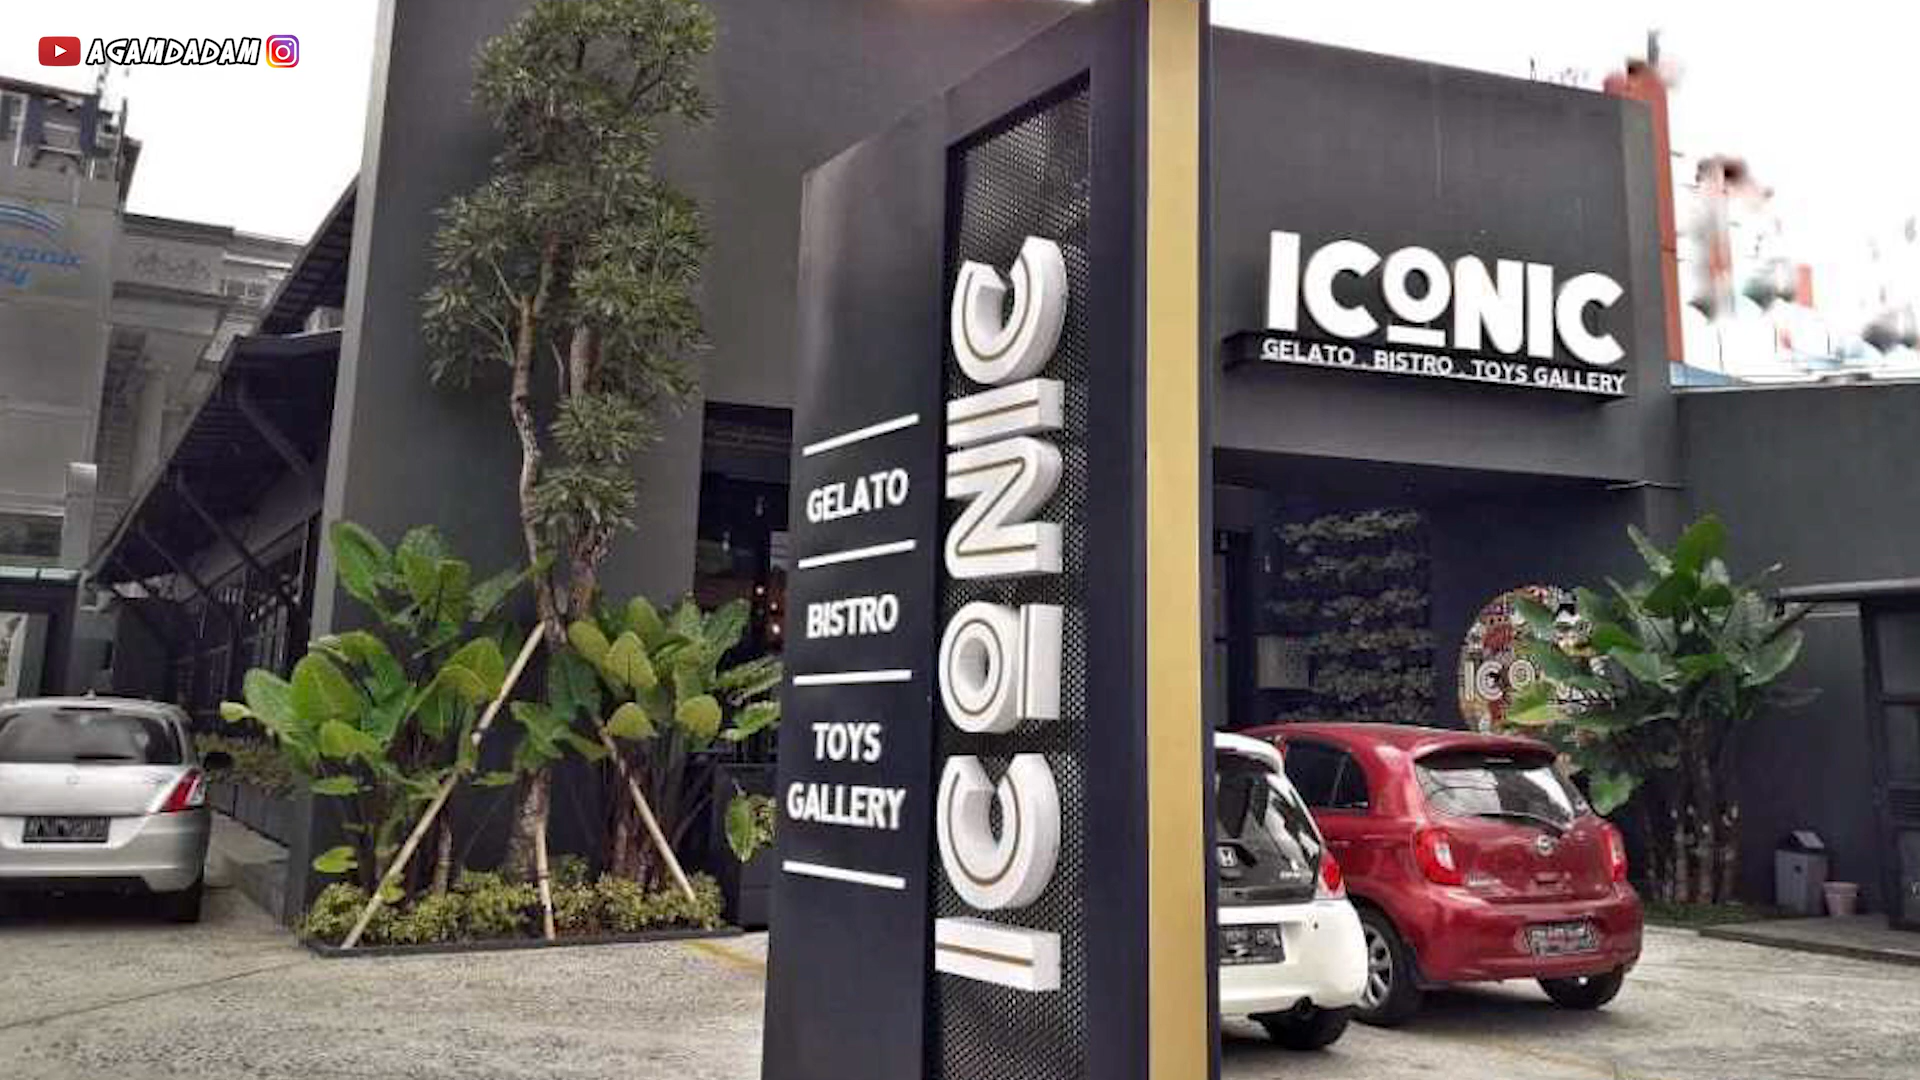 AGAMDADAM
ICONIC
GELATO . BISTRO . TOYS GALLERY
GELATO
BISTRO
TOYS
GALLERY
ICONIC